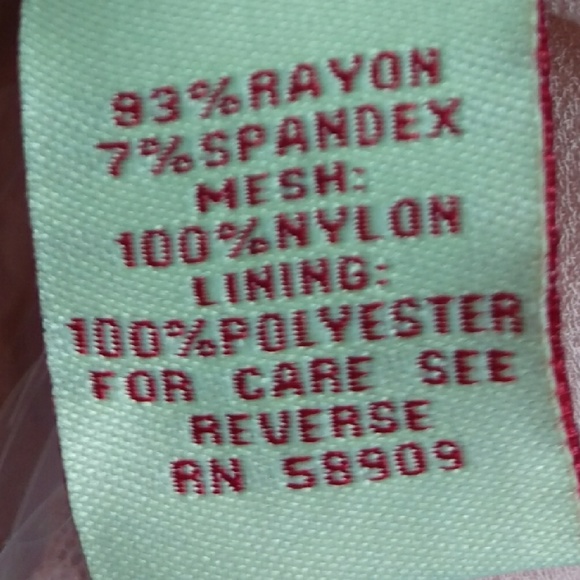 93%RAYON
7%SPANDEX
MESH:
100%NYLON
LINING:
100%POLYESTER
FOR CARE SEE
REVERSE
RN 58909